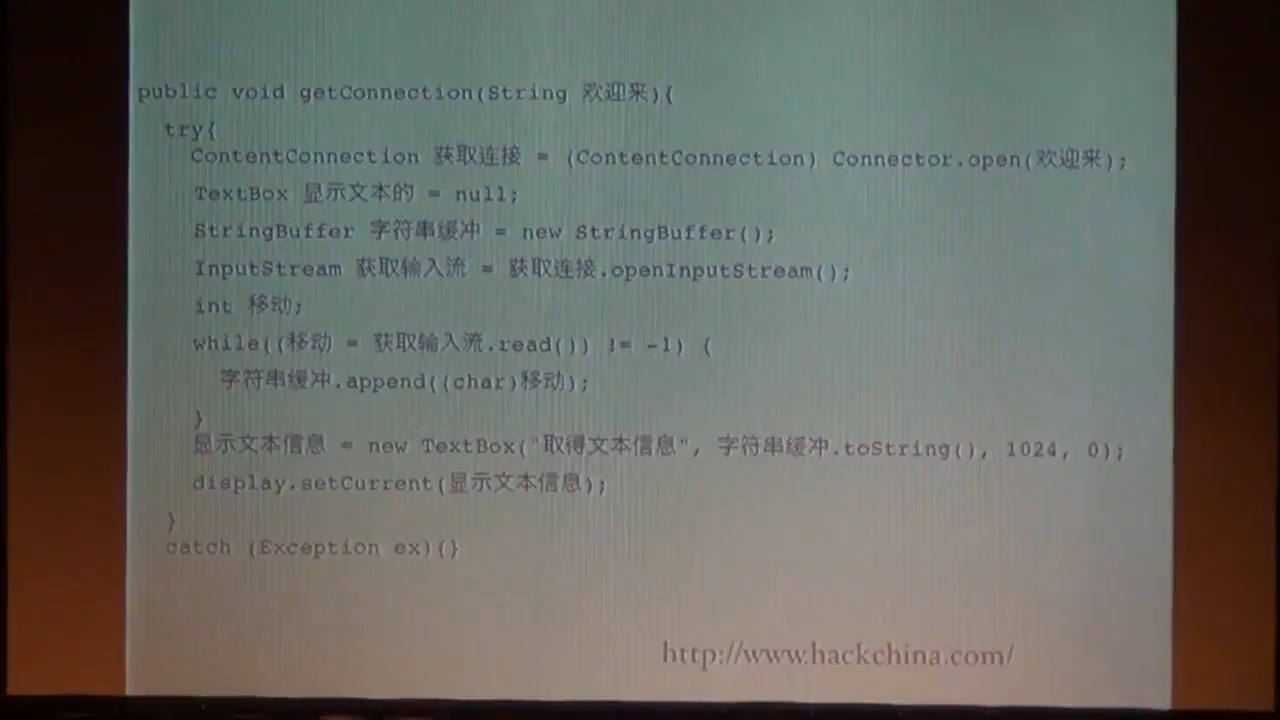 public void getConnection(String 欢迎来){
try{
ContentConnection 获取连接 = (ContentConnection) Connector.open(欢迎来);
TextBox 显示文本的 = null;
StringBuffer 字符串缓冲 = new StringBuffer();
InputStream 获取输入流 = 获取连接.openInputStream();
int 移动;
while((移动 = 获取输入流.read()) != -1) {
字符串缓冲.append((char)移动);
}
显示文本信息 = new TextBox("取得文本信息", 字符串缓冲.toString(), 1024, 0);
display.setCurrent(显示文本信息);
}
catch (Exception ex){}
http://www.hackchina.com/